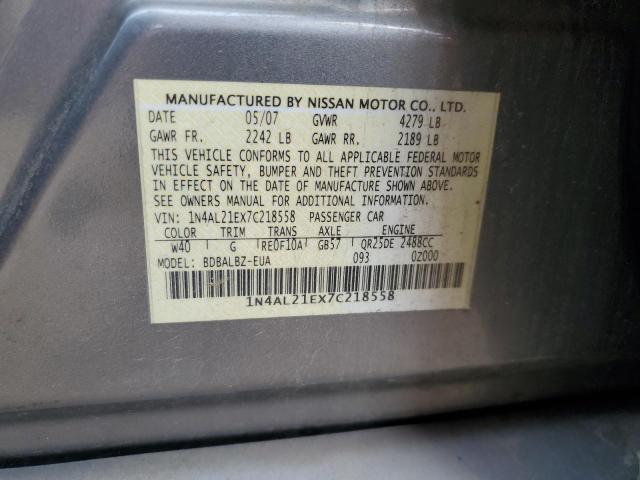 MANUFACTURED BY NISSAN MOTOR CO., LTD.
DATE 05/07 GVWR 4279 LB
GAWR FR. 2242 LB GAWR RR. 2189 LB
THIS VEHICLE CONFORMS TO ALL APPLICABLE FEDERAL MOTOR
VEHICLE SAFETY, BUMPER AND THEFT PREVENTION STANDARDS
IN EFFECT ON THE DATE OF MANUFACTURE SHOWN ABOVE.
SEE OWNERS MANUAL FOR ADDITIONAL INFORMATION.
VIN: 1N4AL21EX7C218558 PASSENGER CAR
COLOR TRIM TRANS AXLE ENGINE
W40 G RE0F10A GB57 QR25DE 2488CC
MODEL: BDBALBZ-EUA 093 0Z000
1N4AL21EX7C218558